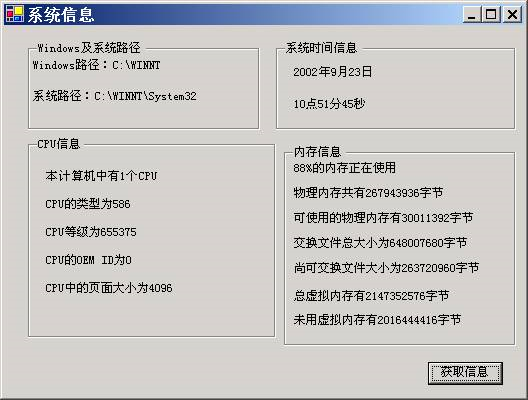 系统信息
Windows及系统路径
Windows路径：C:\WINNT
系统路径：C:\WINNT\System32
系统时间信息
2002年9月23日
10点51分45秒
CPU信息
本计算机中有1个CPU
CPU的类型为586
CPU等级为655375
CPU的OEM ID为0
CPU中的页面大小为4096
内存信息
88%的内存正在使用
物理内存共有267943936字节
可使用的物理内存有30011392字节
交换文件总大小为648007680字节
尚可交换文件大小为263720960字节
总虚拟内存有2147352576字节
未用虚拟内存有2016444416字节
获取信息